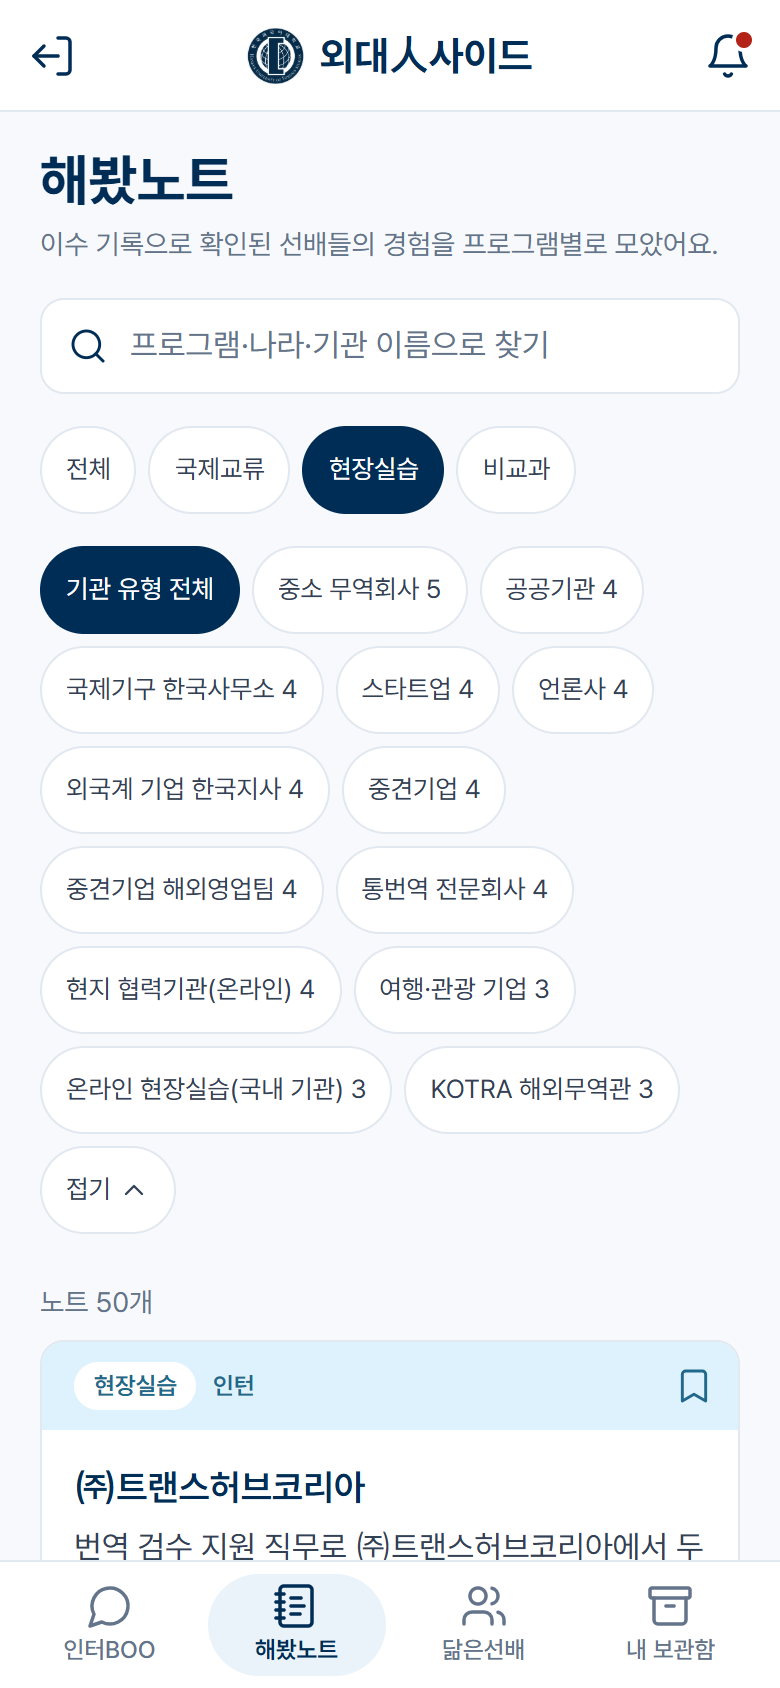 외대人사이드
해봤노트
이수 기록으로 확인된 선배들의 경험을 프로그램별로 모았어요.
프로그램·나라·기관 이름으로 찾기
전체 국제교류 현장실습 비교과
기관 유형 전체 중소 무역회사 5 공공기관 4
국제기구 한국사무소 4 스타트업 4 언론사 4
외국계 기업 한국지사 4 중견기업 4
중견기업 해외영업팀 4 통번역 전문회사 4
현지 협력기관(온라인) 4 여행·관광 기업 3
온라인 현장실습(국내 기관) 3 KOTRA 해외무역관 3
접기
노트 50개
현장실습 인턴
㈜트랜스허브코리아
번역 검수 지원 직무로 ㈜트랜스허브코리아에서 두
인터BOO 해봤노트 닮은선배 내 보관함